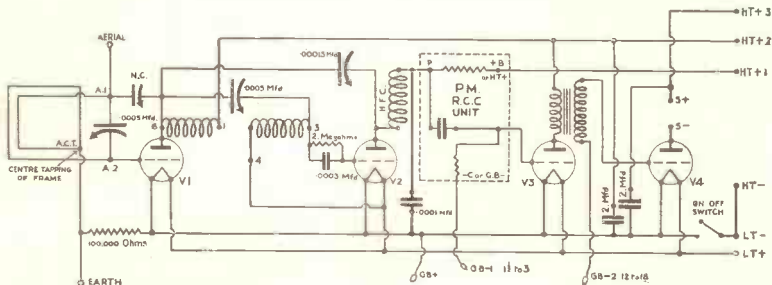 AERIAL
N.C.
.00015 Mfd
A.1
.0005 Mfd.
.0005 Mfd
6
1
A.C.T.
CENTRE TAPPING
OF FRAME
A.2
V1
3
4
2. Megohms
.0003 Mfd
V2
H.F.C.
P
+B
or HT+
P.M.
R.C.C
UNIT
-C or G.B-
.0001 Mfd
V3
2. Mfd
2. Mfd
S+
S-
V4
HT+3
HT+2
HT+1
HT-
ON OFF
SWITCH
LT-
LT+
100,000 Ohms
EARTH
GB+
GB-1 1½ to 3
GB-2 12 to 18